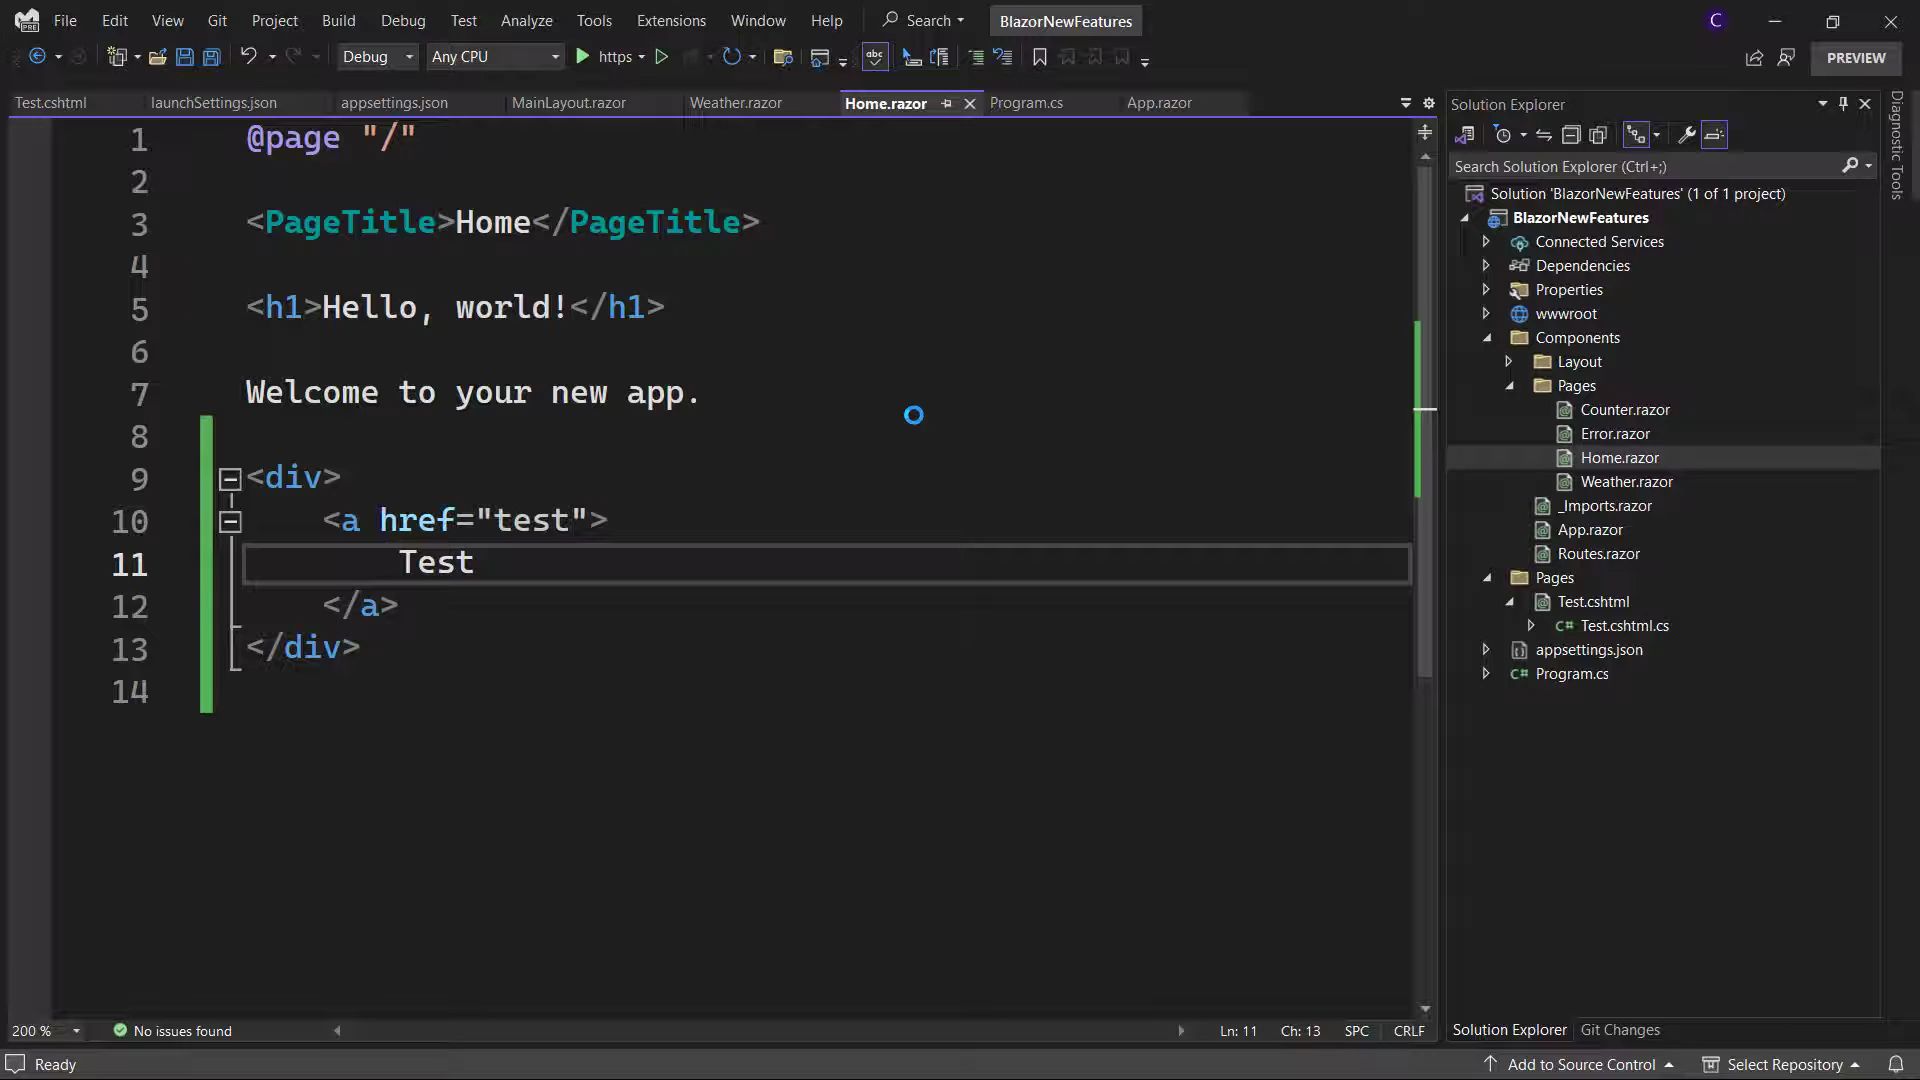 File Edit View Git Project Build Debug Test Analyze Tools Extensions Window Help Search BlazorNewFeatures C
Debug Any CPU https abc PREVIEW
Test.cshtml launchSettings.json appsettings.json MainLayout.razor Weather.razor Home.razor Program.cs App.razor
1 @page "/"
2
3 <PageTitle>Home</PageTitle>
4
5 <h1>Hello, world!</h1>
6
7 Welcome to your new app.
8
9 <div>
10 <a href="test">
11 Test
12 </a>
13 </div>
14
200 % No issues found Ln: 11 Ch: 13 SPC CRLF
Solution Explorer
Search Solution Explorer (Ctrl+;)
Solution 'BlazorNewFeatures' (1 of 1 project)
BlazorNewFeatures
Connected Services
Dependencies
Properties
wwwroot
Components
Layout
Pages
Counter.razor
Error.razor
Home.razor
Weather.razor
_Imports.razor
App.razor
Routes.razor
Pages
Test.cshtml
C# Test.cshtml.cs
appsettings.json
C# Program.cs
Solution Explorer Git Changes
Diagnostic Tools
Ready Add to Source Control Select Repository